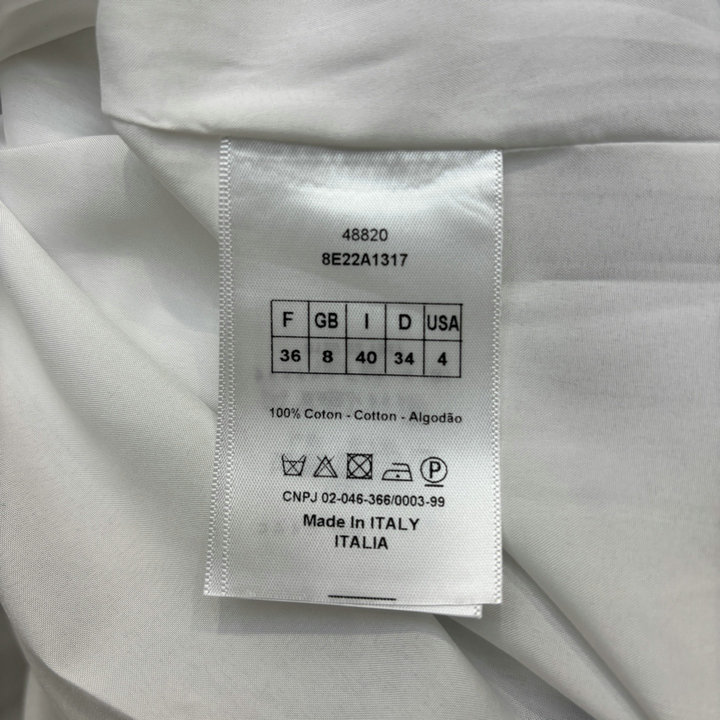 48820
8E22A1317
F GB I D USA
36 8 40 34 4
100% Coton - Cotton - Algodão
P
CNPJ 02-046-366/0003-99
Made In ITALY
ITALIA